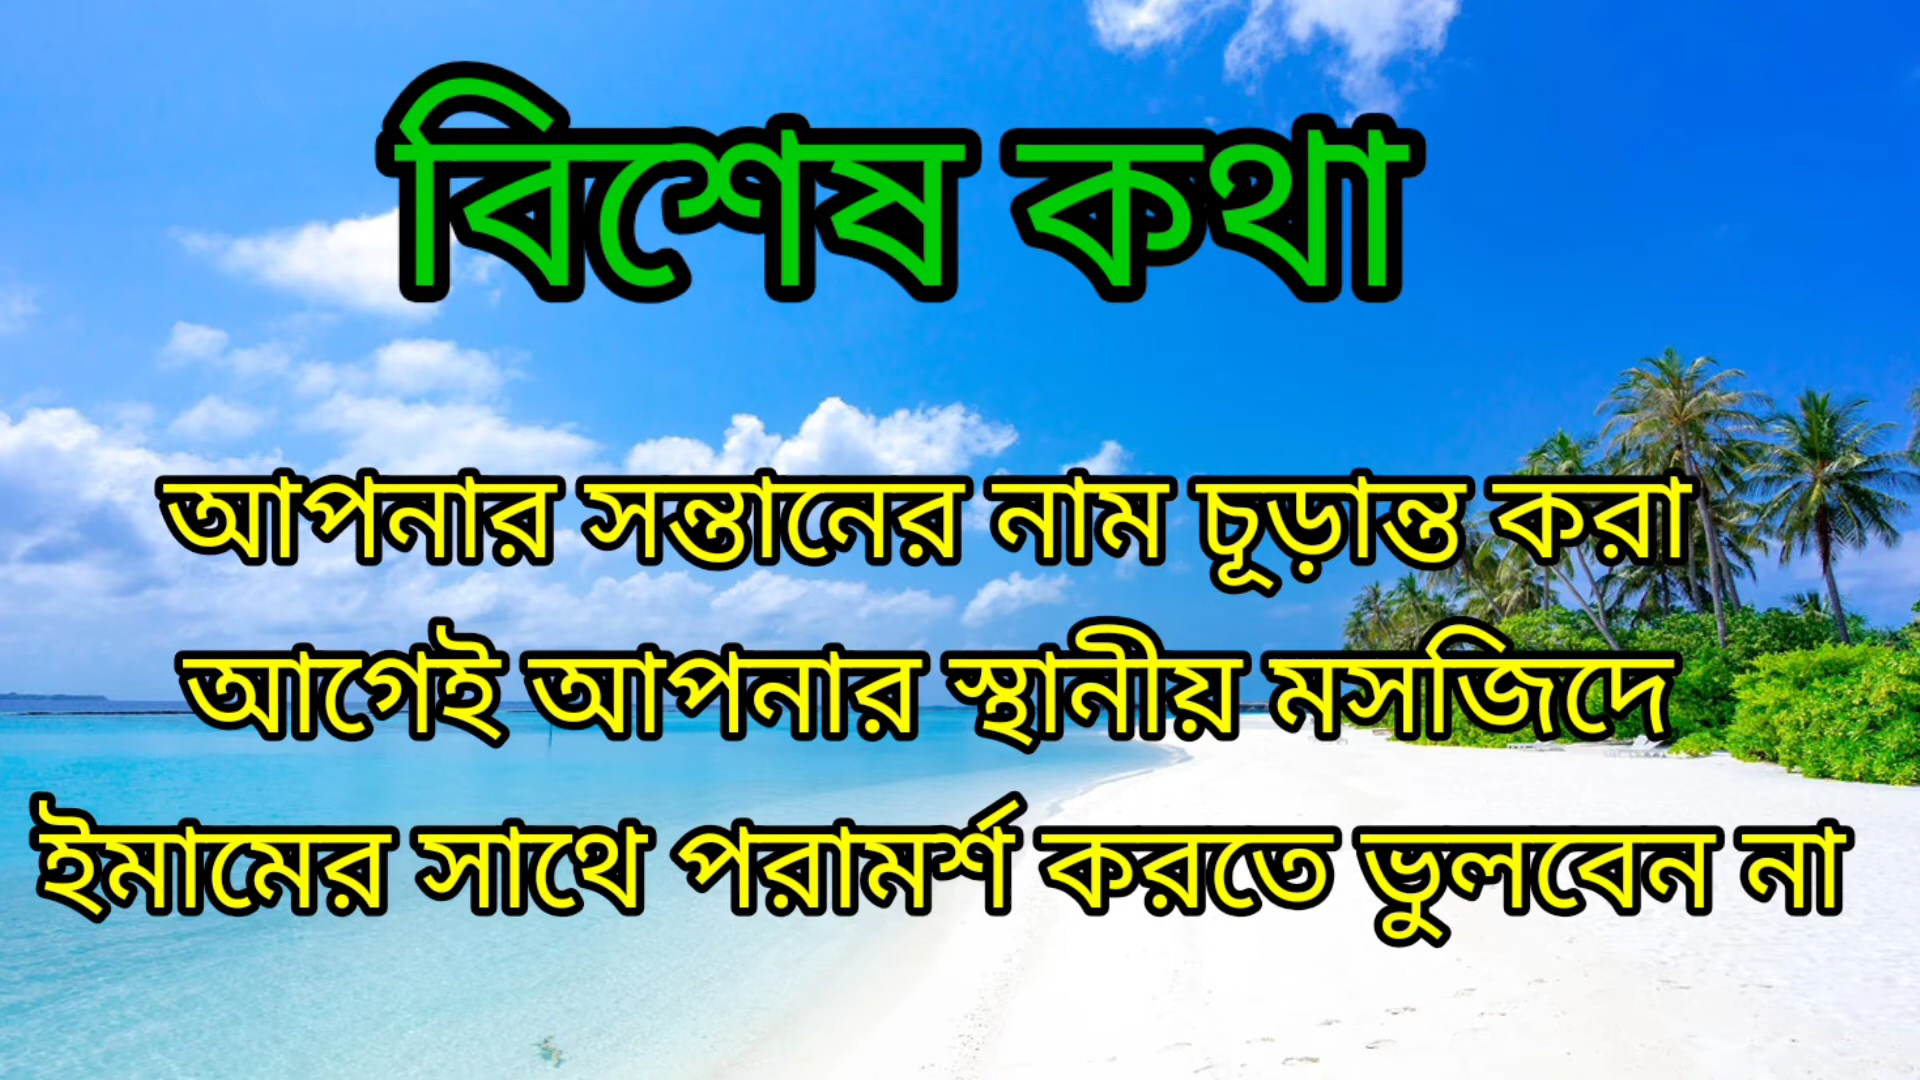 বিশেষ কথা
আপনার সন্তানের নাম চূড়ান্ত করা
আগেই আপনার স্থানীয় মসজিদে
ইমামের সাথে পরামর্শ করতে ভুলবেন না